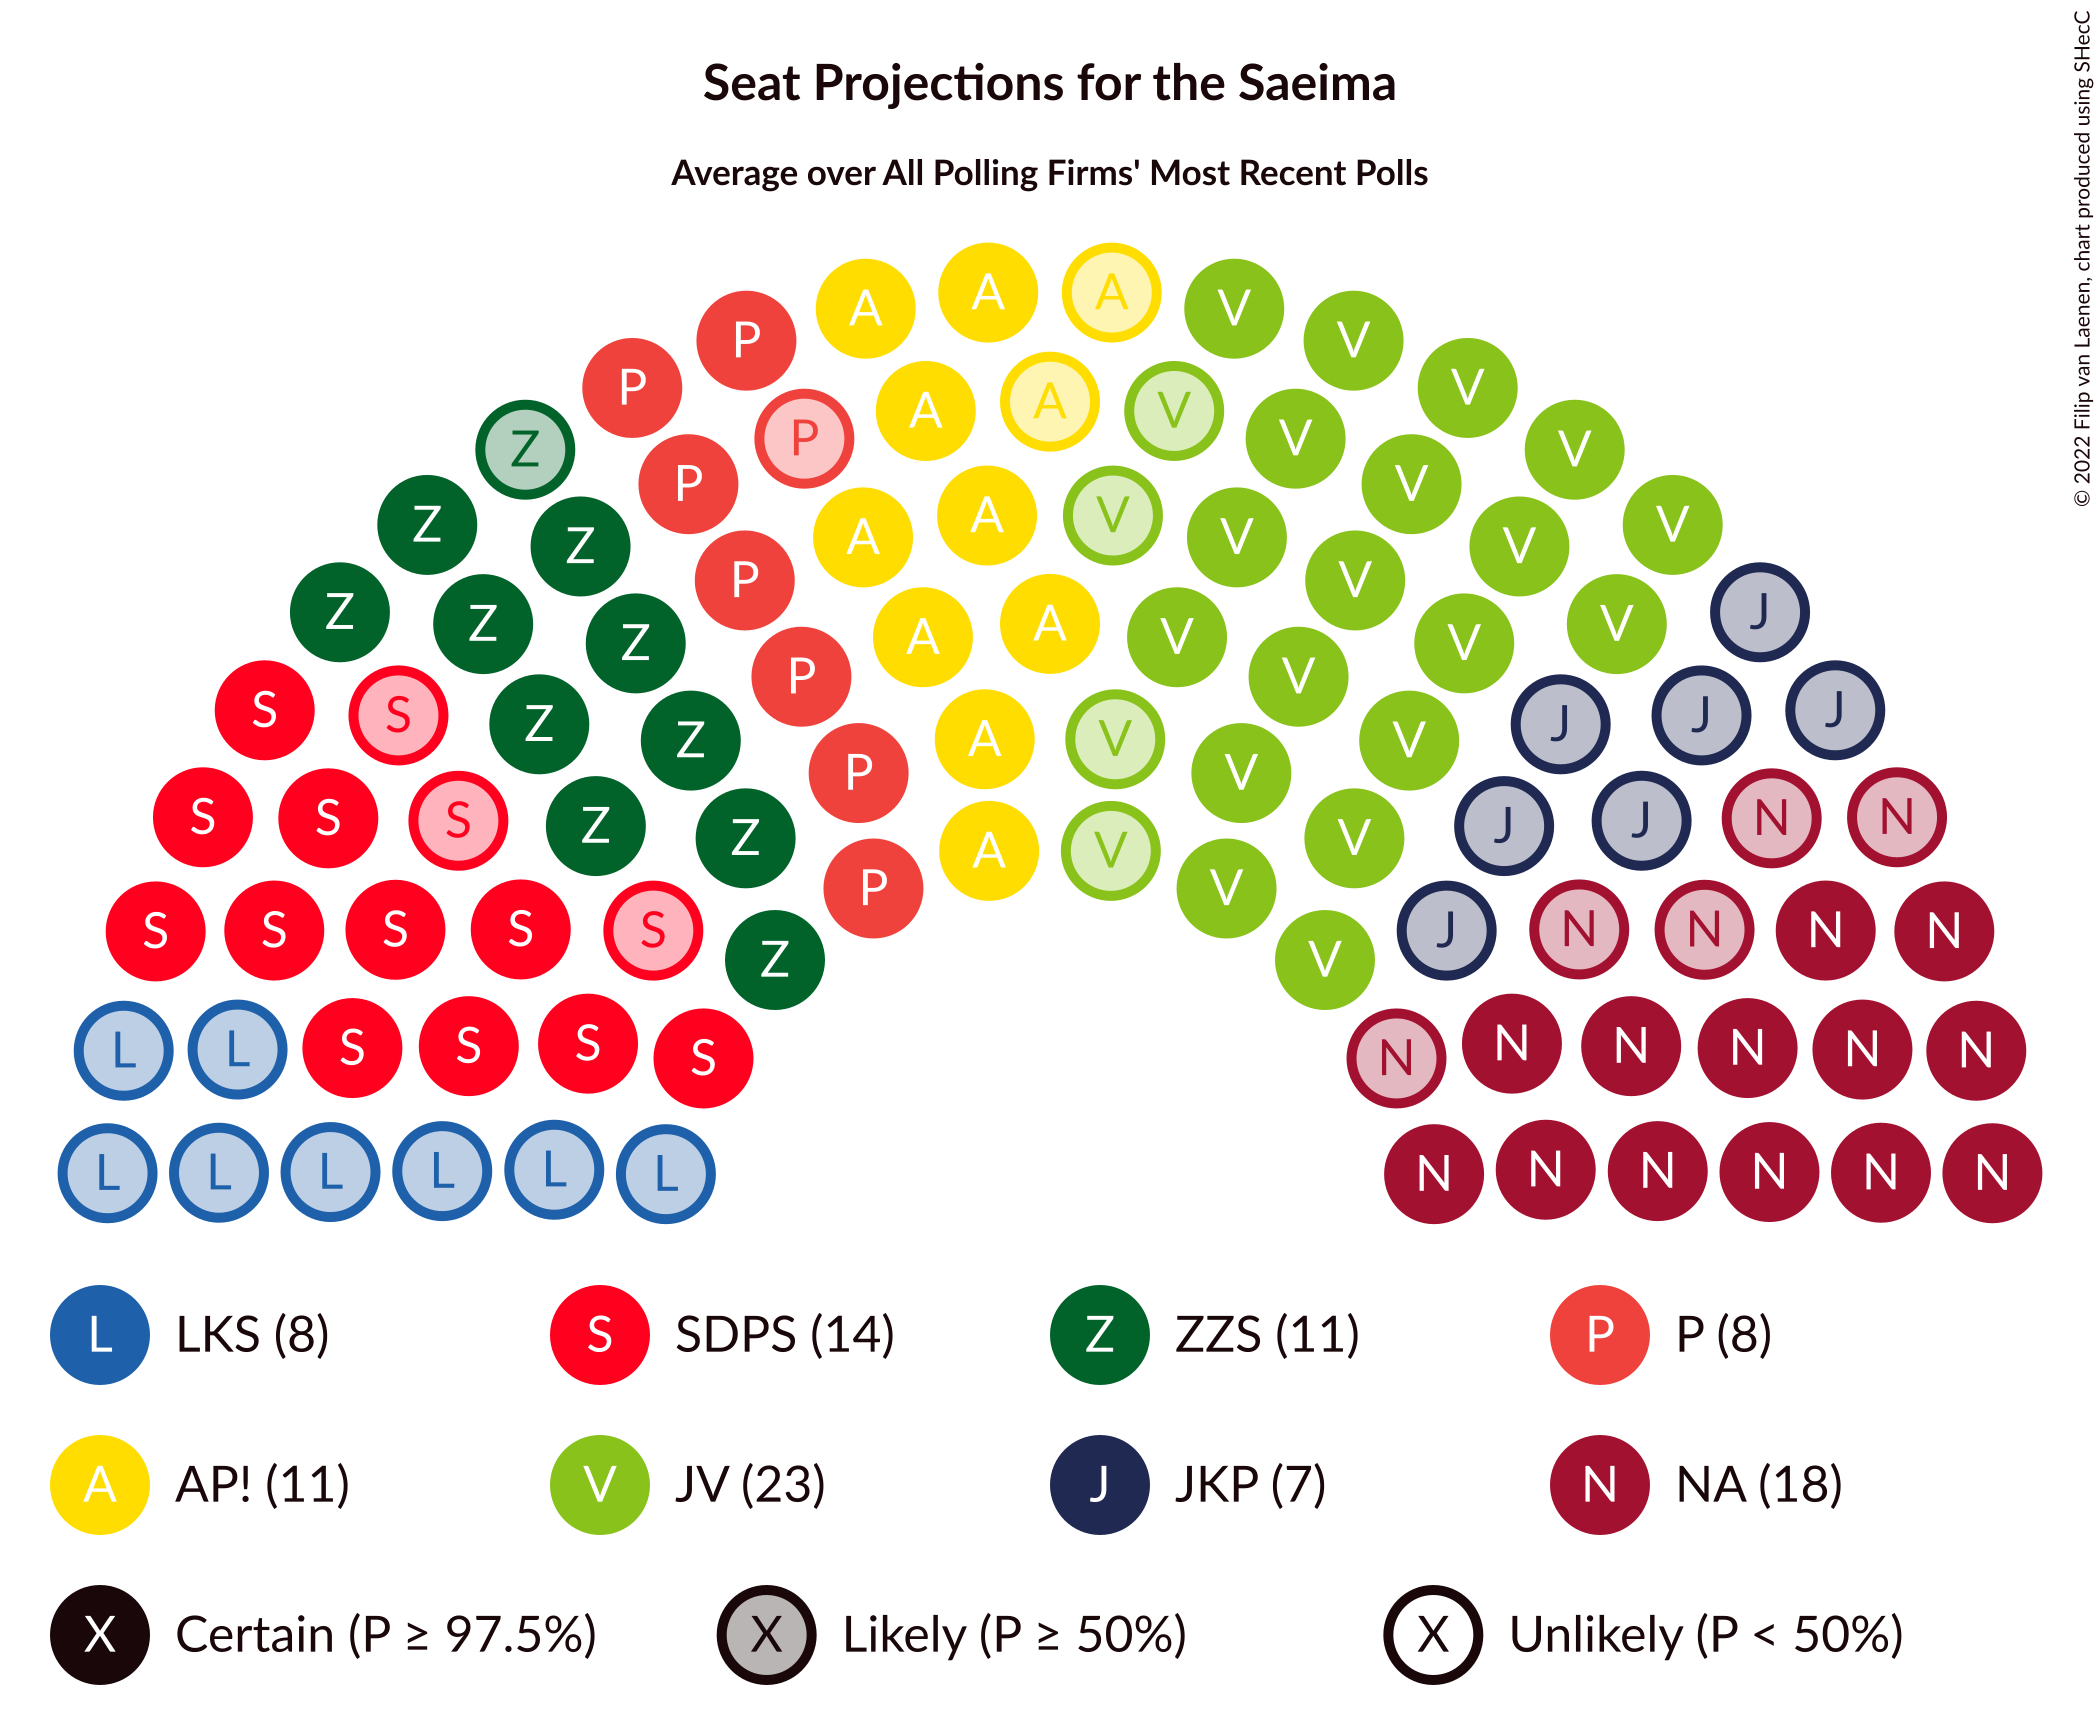 Seat Projections for the Saeima
Average over All Polling Firms' Most Recent Polls
© 2022 Filip van Laenen, chart produced using SHecC
A A A V V
P P V V
A A V
Z P P V V V
P V
Z A A V V V
Z V V
P V
Z Z A A V V J
Z V V
P V
S S Z J J J
Z A V V
P V
S S S Z Z A V V V J J N N
P V
S S S S S Z V J N N N N
L L S S S S N N N N N N
L L L L L L N N N N N N
L LKS (8) S SDPS (14) Z ZZS (11) P P (8)
A AP! (11) V JV (23) J JKP (7) N NA (18)
X Certain (P ≥ 97.5%) X Likely (P ≥ 50%) X Unlikely (P < 50%)